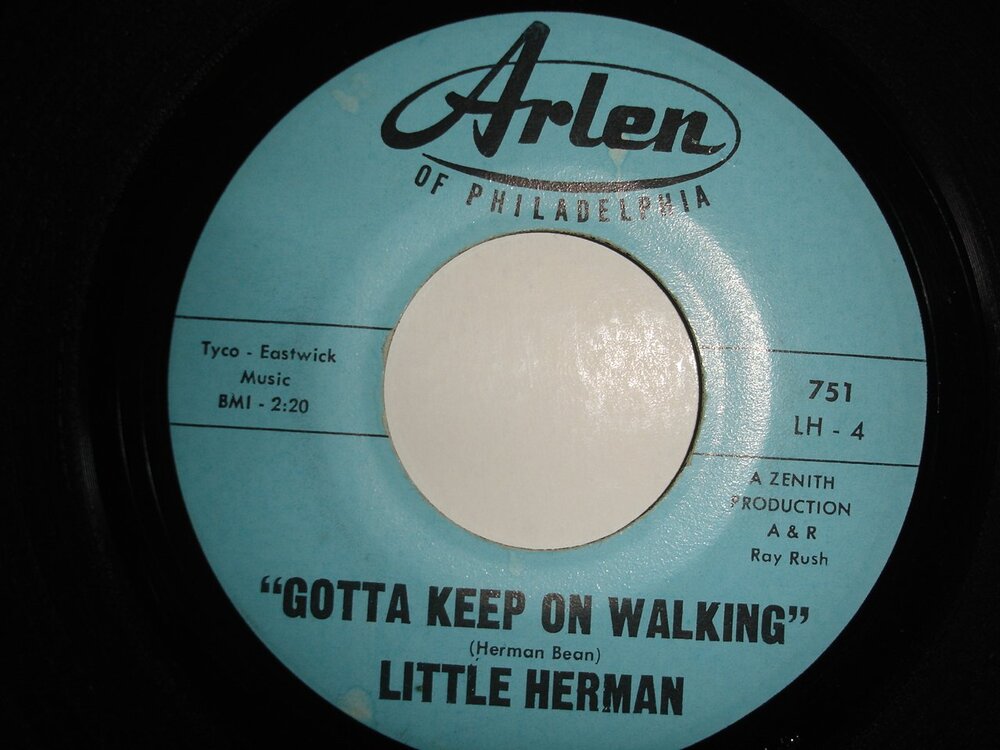 Arlen
OF PHILADELPHIA
Tyco - Eastwick
Music
BMI - 2:20
751
LH - 4
A ZENITH
PRODUCTION
A & R
Ray Rush
"GOTTA KEEP ON WALKING"
(Herman Bean)
LITTLE HERMAN